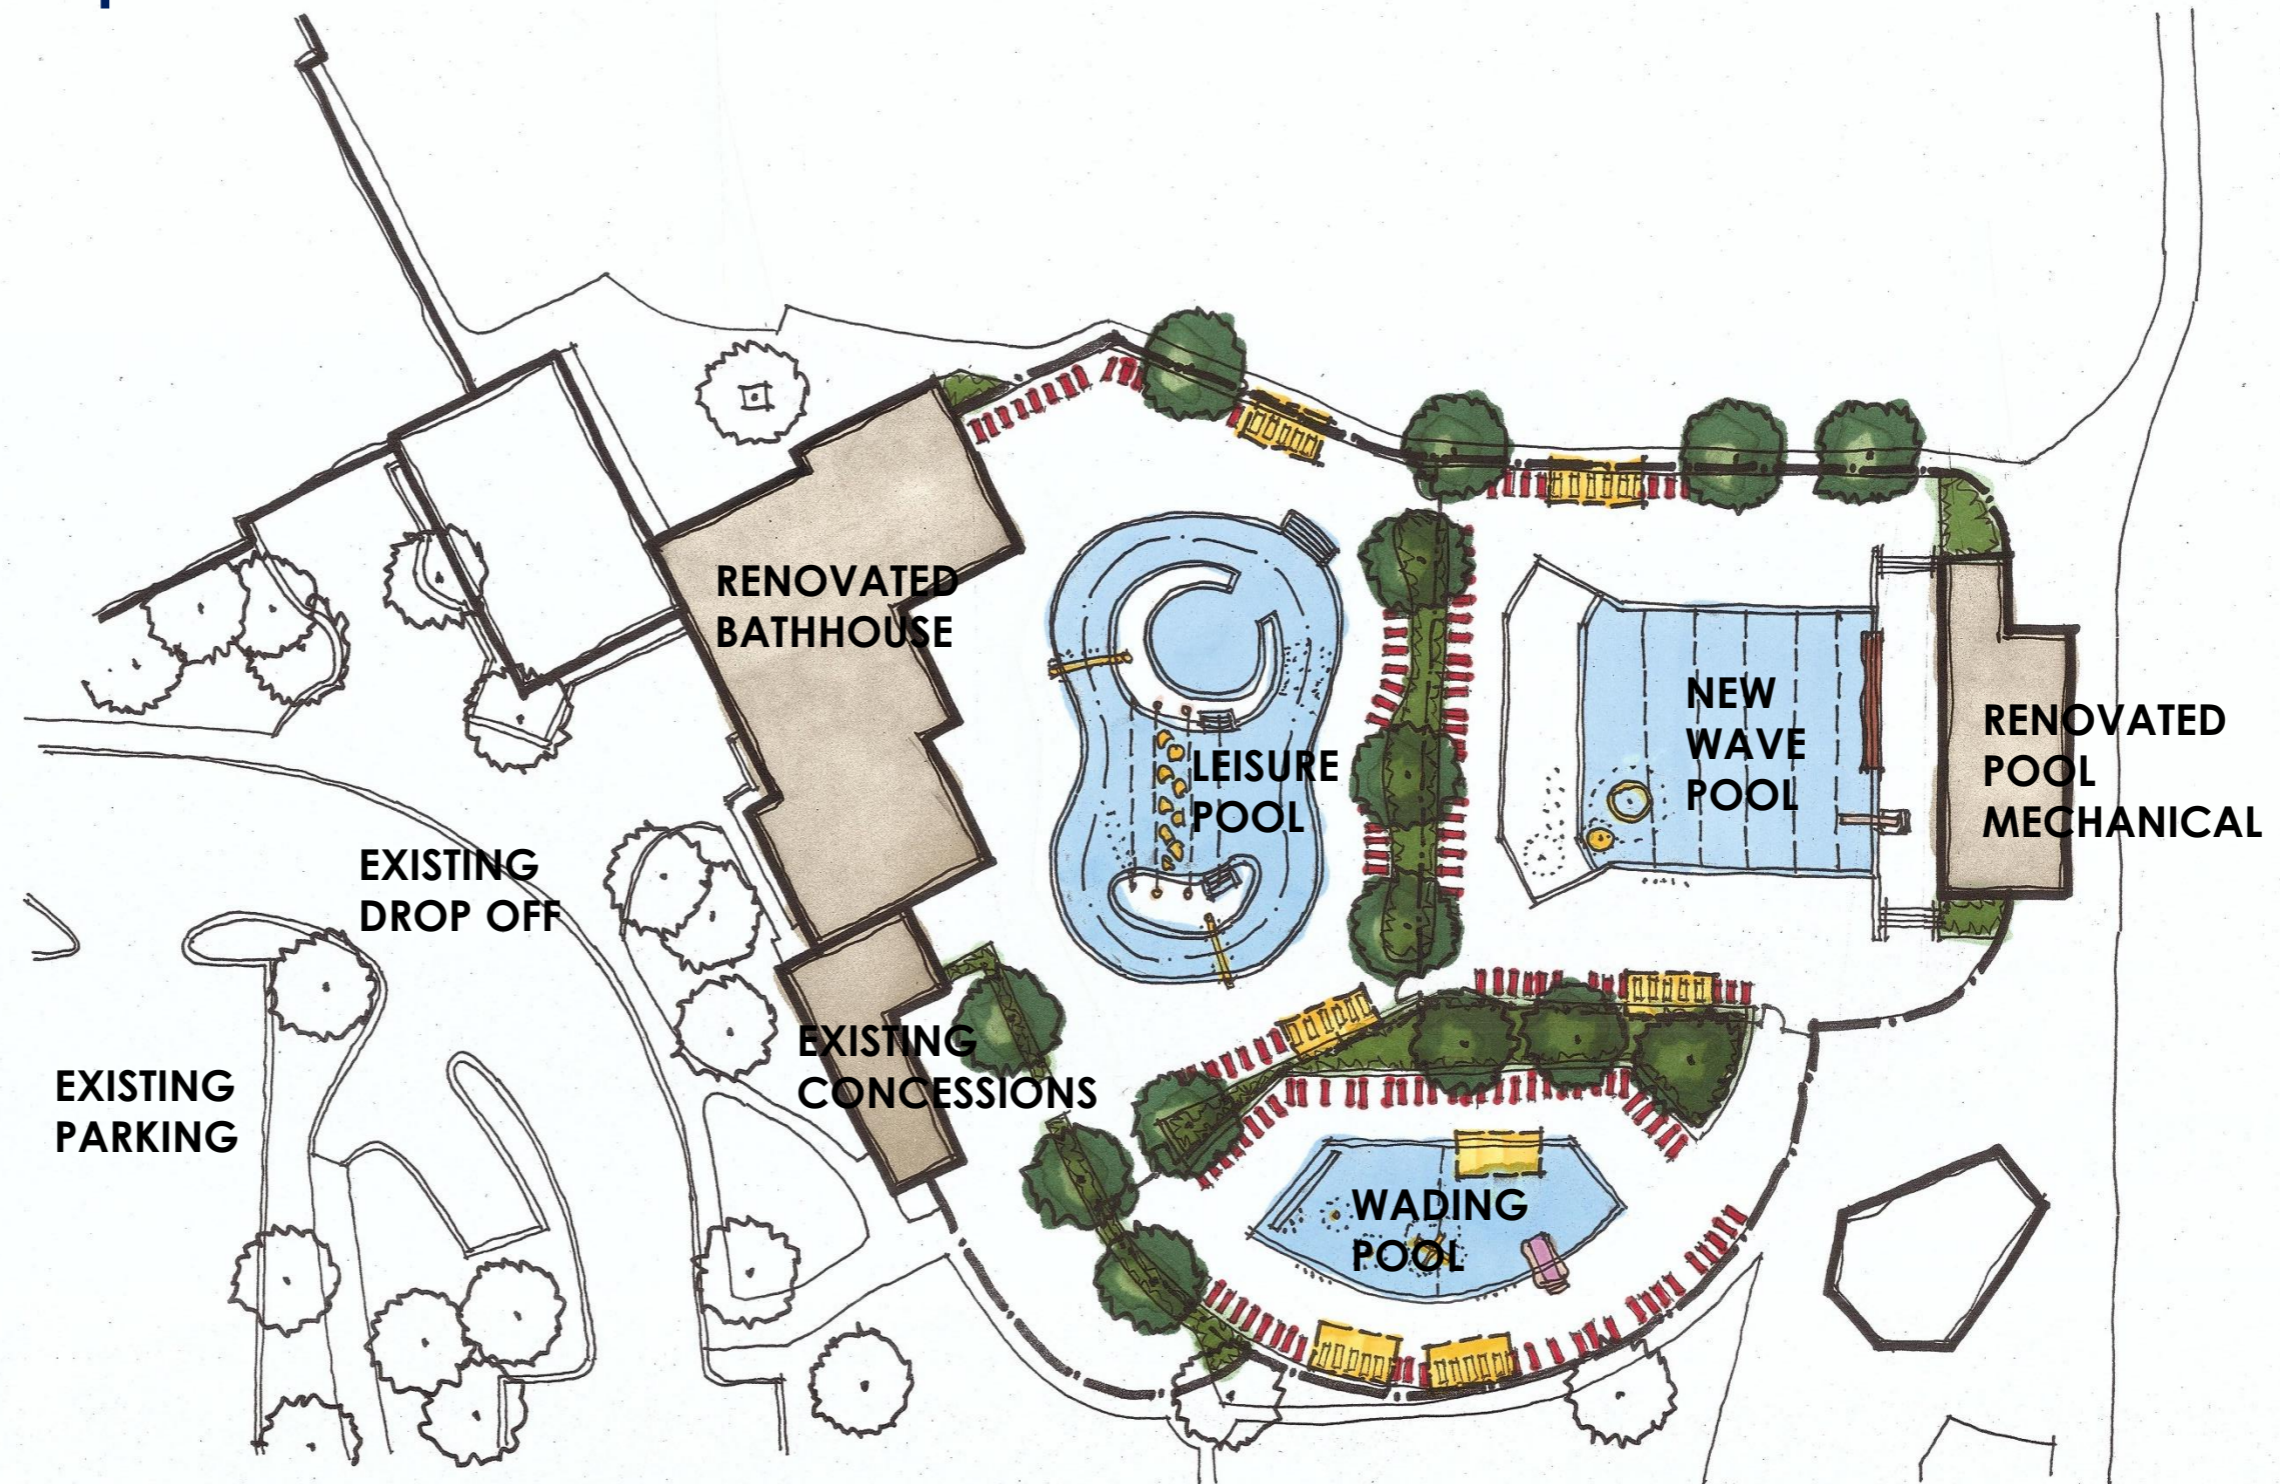 RENOVATED
BATHHOUSE
LEISURE
POOL
NEW
WAVE
POOL
RENOVATED
POOL
MECHANICAL
EXISTING
DROP OFF
EXISTING
CONCESSIONS
EXISTING
PARKING
WADING
POOL